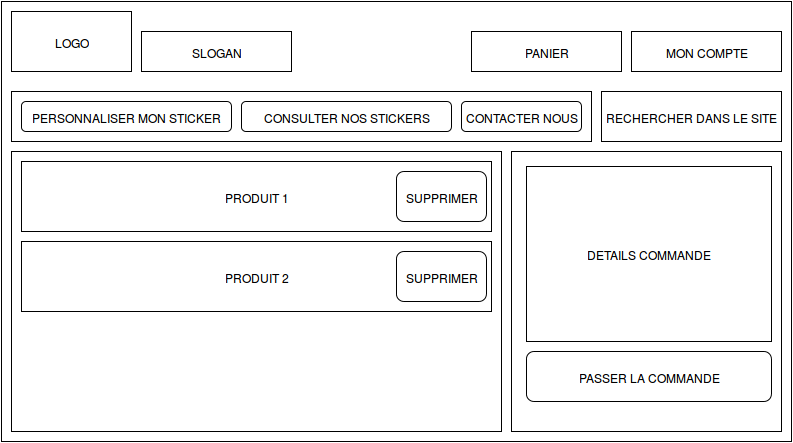 LOGO
SLOGAN
PANIER
MON COMPTE
PERSONNALISER MON STICKER
CONSULTER NOS STICKERS
CONTACTER NOUS
RECHERCHER DANS LE SITE
PRODUIT 1
SUPPRIMER
PRODUIT 2
SUPPRIMER
DETAILS COMMANDE
PASSER LA COMMANDE